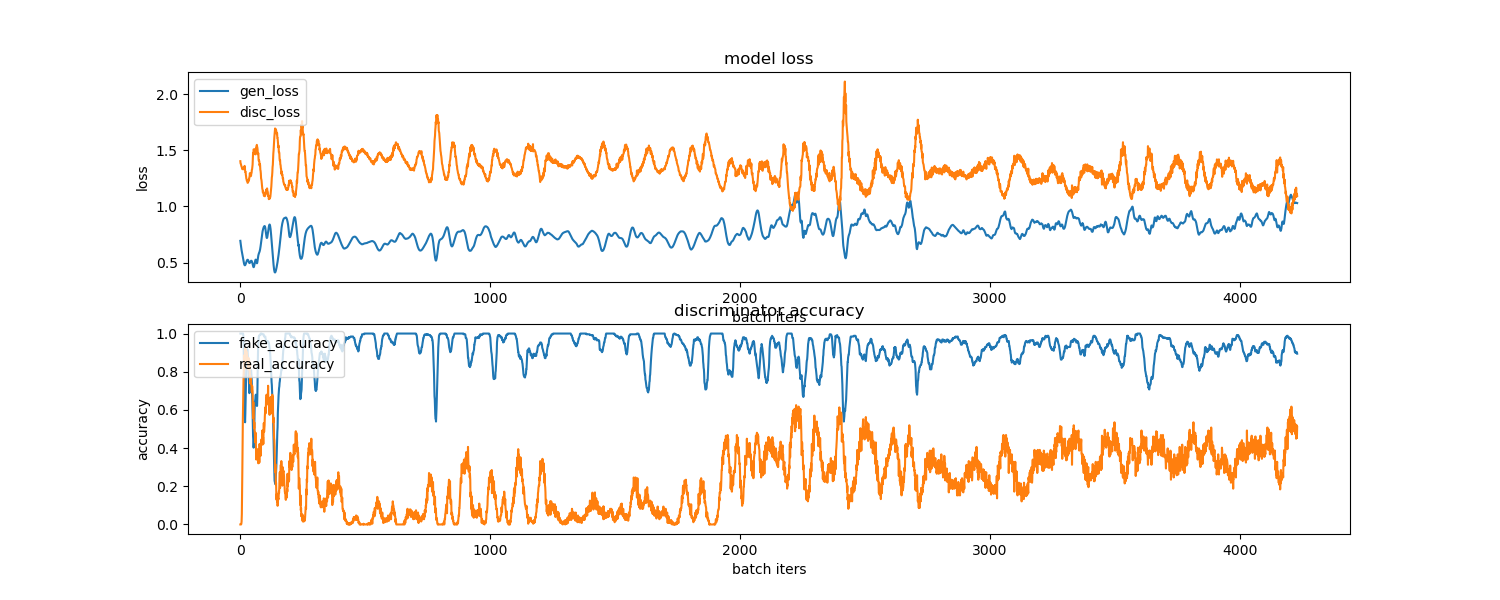 model loss
gen_loss
disc_loss
loss
2.0
1.5
1.0
0.5
0 1000 2000 3000 4000
batch iters
discriminator accuracy
fake_accuracy
real_accuracy
accuracy
1.0
0.8
0.6
0.4
0.2
0.0
0 1000 2000 3000 4000
batch iters